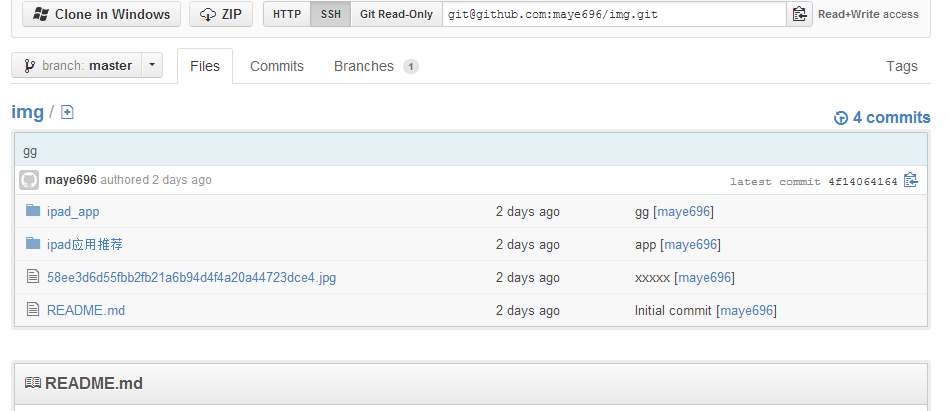 Clone in Windows ZIP HTTP SSH Git Read-Only git@github.com:maye696/img.git Read+Write access
branch: master Files Commits Branches 1 Tags
img / 4 commits
gg
maye696 authored 2 days ago latest commit 4f14064164
ipad_app 2 days ago gg [maye696]
ipad应用推荐 2 days ago app [maye696]
58ee3d6d55fbb2fb21a6b94d4f4a20a44723dce4.jpg 2 days ago xxxxx [maye696]
README.md 2 days ago Initial commit [maye696]
README.md